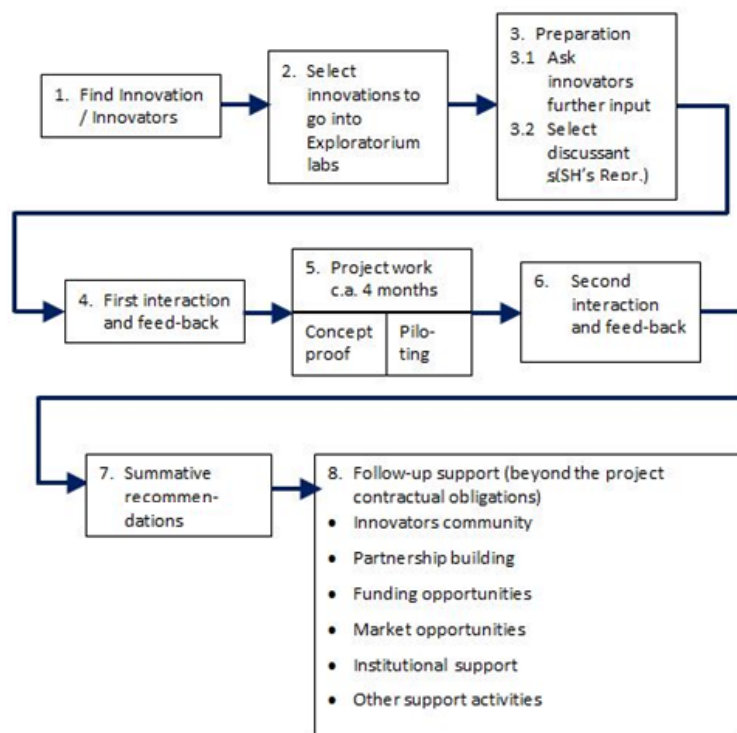 1. Find Innovation
/ Innovators
2. Select
innovations to
go into
Exploratorium
labs
3. Preparation
3.1 Ask
innovators
further input
3.2 Select
discussant
s(SH's Repr.)
4. First interaction
and feed-back
5. Project work
c.a. 4 months
Concept
proof
Pilo-
ting
6. Second
interaction
and feed-back
7. Summative
recommen-
dations
8. Follow-up support (beyond the project
contractual obligations)
• Innovators community
• Partnership building
• Funding opportunities
• Market opportunities
• Institutional support
• Other support activities